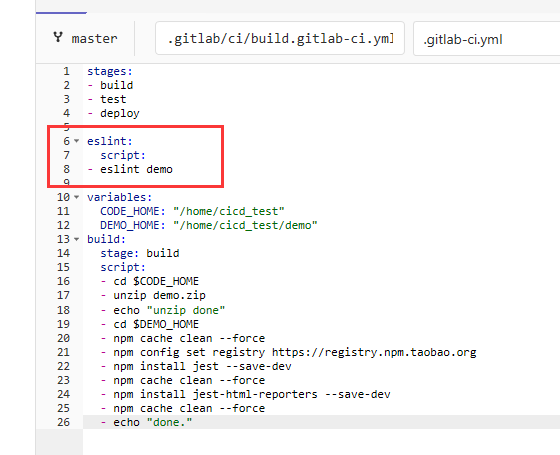 master
.gitlab/ci/build.gitlab-ci.yml
.gitlab-ci.yml
1 stages:
2 - build
3 - test
4 - deploy
5
6 eslint:
7   script:
8 - eslint demo
9
10 variables:
11   CODE_HOME: "/home/cicd_test"
12   DEMO_HOME: "/home/cicd_test/demo"
13 build:
14   stage: build
15   script:
16   - cd $CODE_HOME
17   - unzip demo.zip
18   - echo "unzip done"
19   - cd $DEMO_HOME
20   - npm cache clean --force
21   - npm config set registry https://registry.npm.taobao.org
22   - npm install jest --save-dev
23   - npm cache clean --force
24   - npm install jest-html-reporters --save-dev
25   - npm cache clean --force
26   - echo "done."